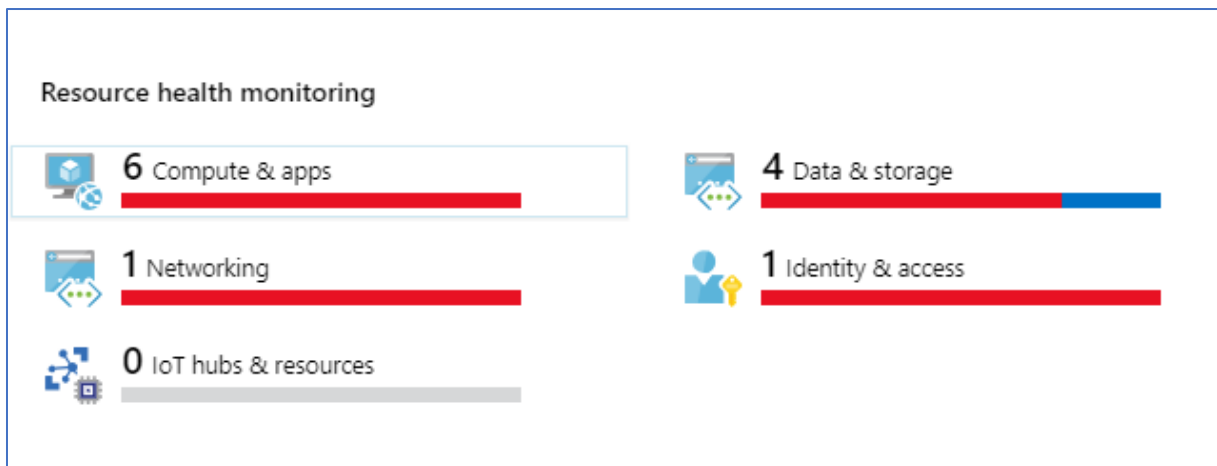 Resource health monitoring
6 Compute & apps
4 Data & storage
1 Networking
1 Identity & access
0 IoT hubs & resources